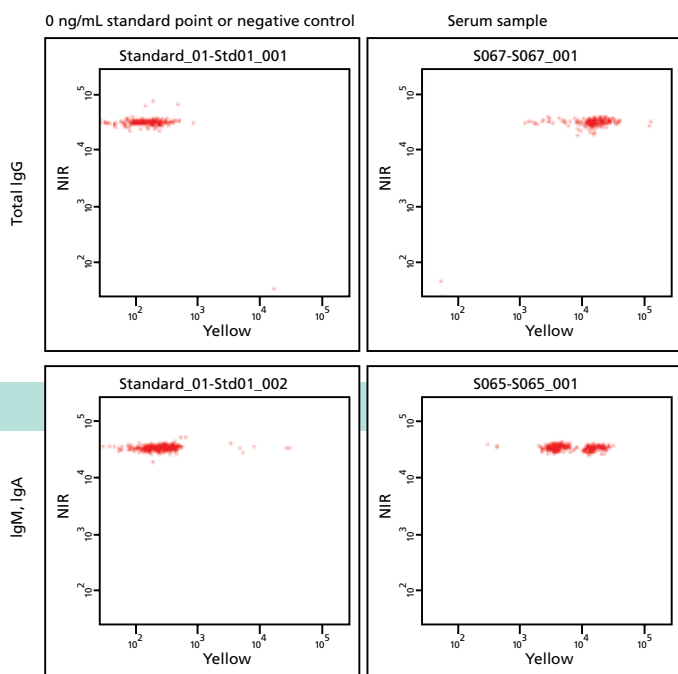 0 ng/mL standard point or negative control
Serum sample
Total IgG
Standard_01-Std01_001
NIR
10^5
10^4
10^3
10^2
10^2 10^3 10^4 10^5
Yellow
S067-S067_001
NIR
10^5
10^4
10^3
10^2
10^2 10^3 10^4 10^5
Yellow
IgM, IgA
Standard_01-Std01_002
NIR
10^5
10^4
10^3
10^2
10^2 10^3 10^4 10^5
Yellow
S065-S065_001
NIR
10^5
10^4
10^3
10^2
10^2 10^3 10^4 10^5
Yellow